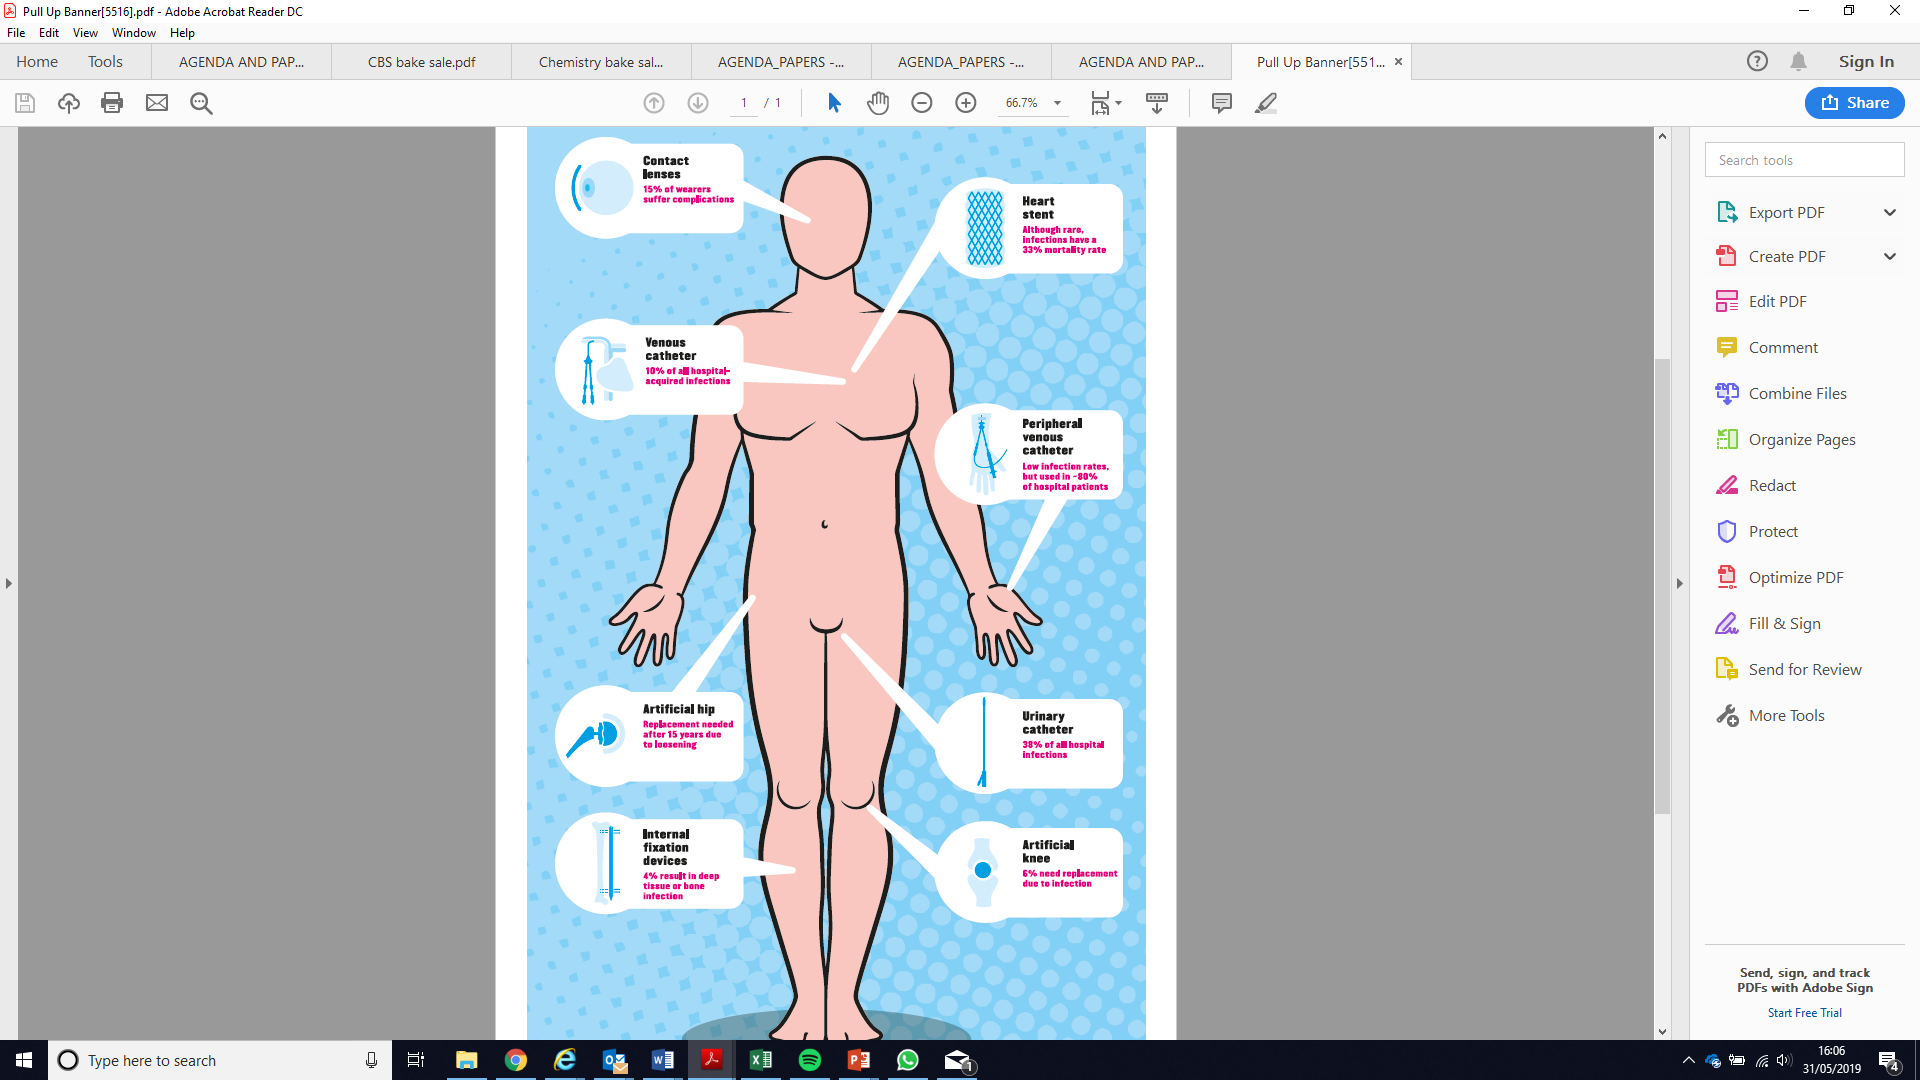 Pull Up Banner[5516].pdf - Adobe Acrobat Reader DC
File Edit View Window Help
Home Tools AGENDA AND PAP... CBS bake sale.pdf Chemistry bake sal... AGENDA_PAPERS -... AGENDA_PAPERS -... AGENDA AND PAP... Pull Up Banner[551... × Sign In
1 / 1 66.7% Share
Contact
lenses
15% of wearers
suffer complications
Heart
stent
Although rare,
infections have a
33% mortality rate
Venous
catheter
10% of all hospital-
acquired infections
Peripheral
venous
catheter
Low infection rates,
but used in ~80%
of hospital patients
Artificial hip
Replacement needed
after 15 years due
to loosening
Urinary
catheter
38% of all hospital
infections
Internal
fixation
devices
4% result in deep
tissue or bone
infection
Artificial
knee
6% need replacement
due to infection
Search tools
Export PDF
Create PDF
Edit PDF
Comment
Combine Files
Organize Pages
Redact
Protect
Optimize PDF
Fill & Sign
Send for Review
More Tools
Send, sign, and track
PDFs with Adobe Sign
Start Free Trial
Type here to search
1
16:06
31/05/2019
4